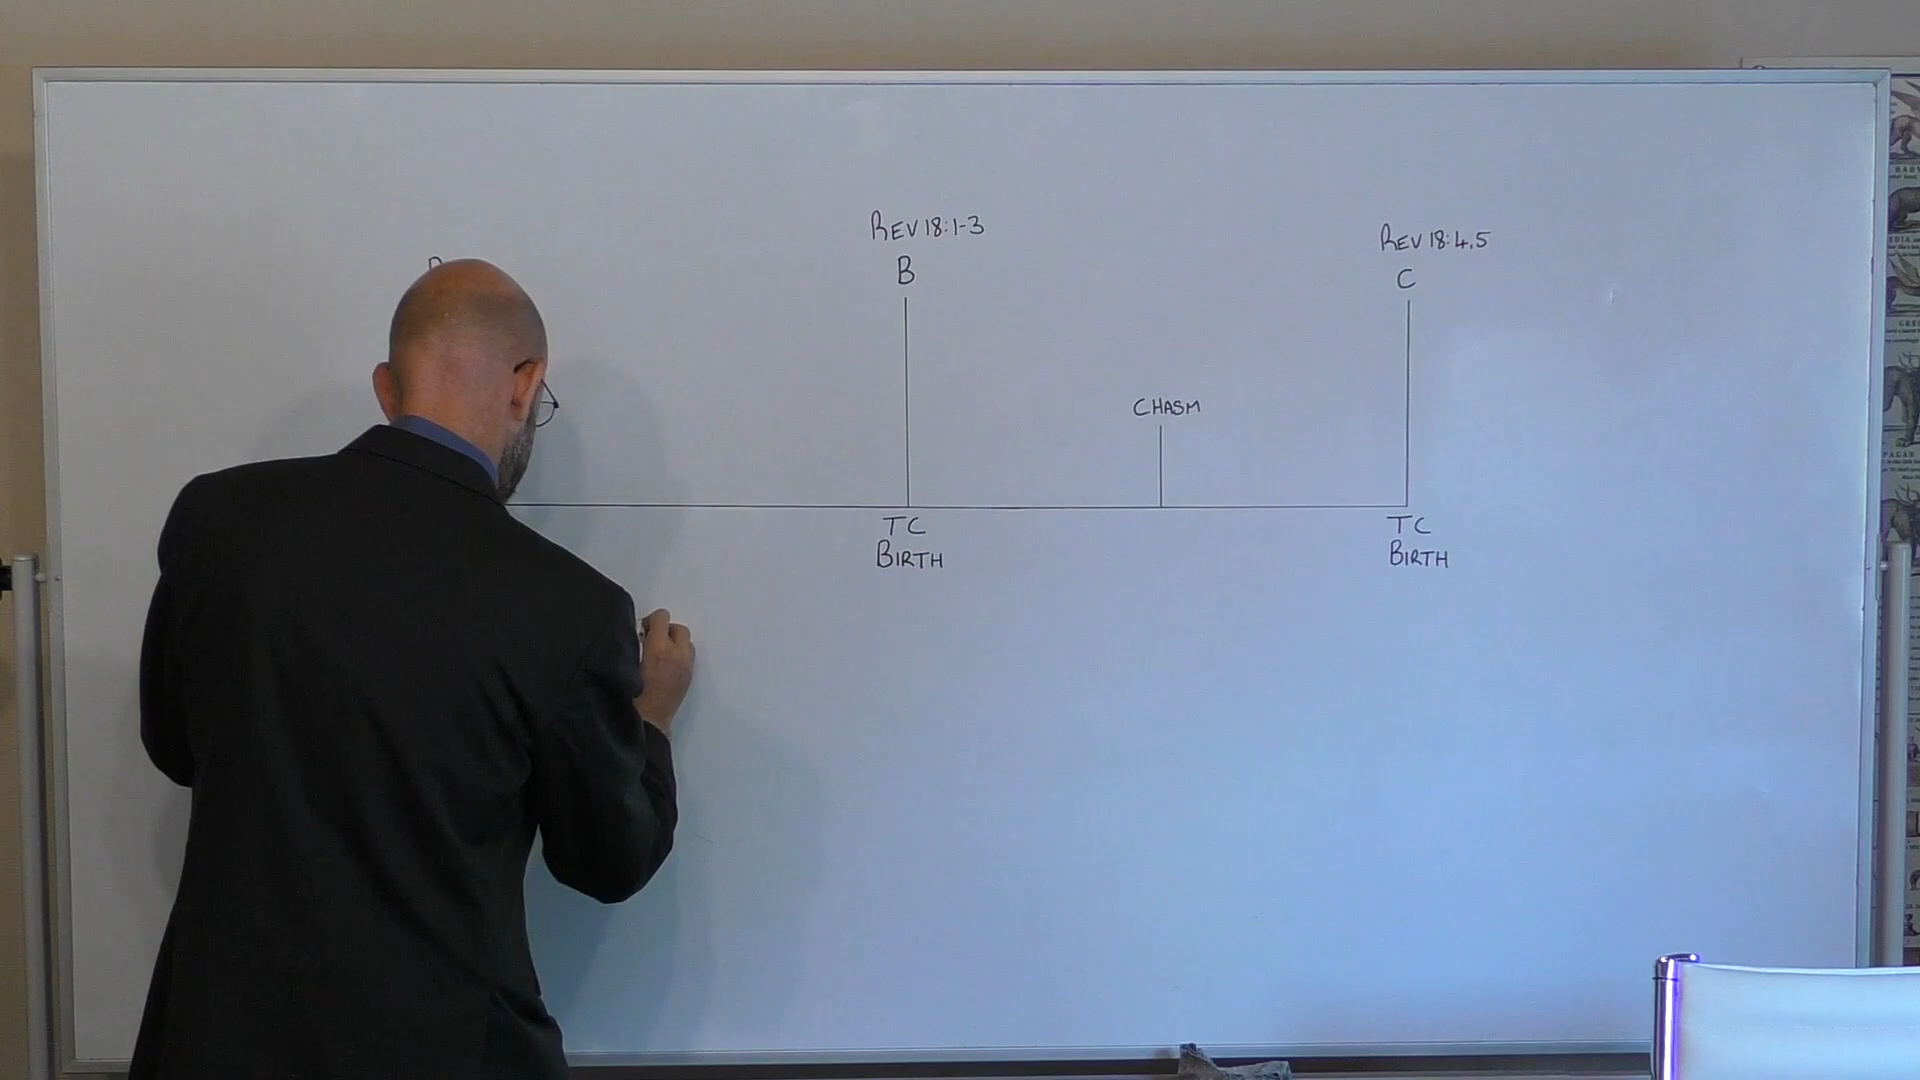 REV 18:1-3
B
REV 18:4,5
C
CHASM
TC
BIRTH
TC
BIRTH